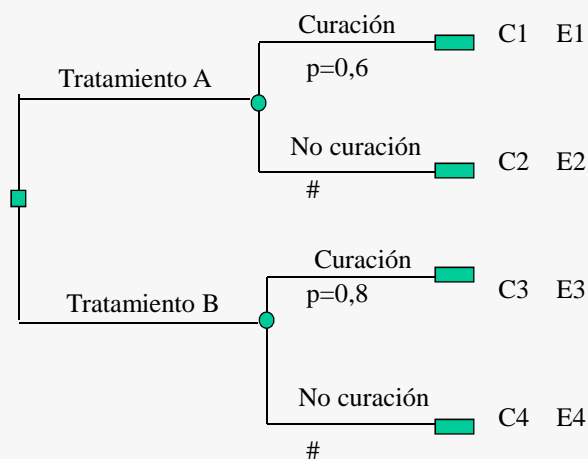 Curación C1 E1
Tratamiento A p=0,6
No curación C2 E2
#
Curación C3 E3
Tratamiento B p=0,8
No curación C4 E4
#